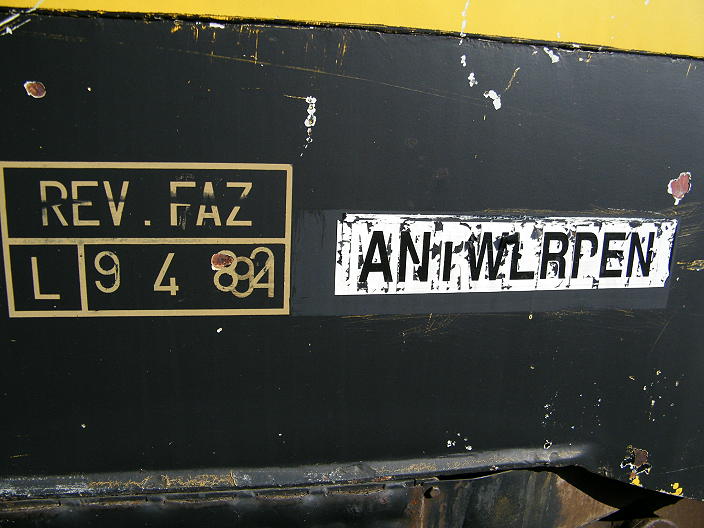 REV. FAZ
L 9 4
ANTWERPEN